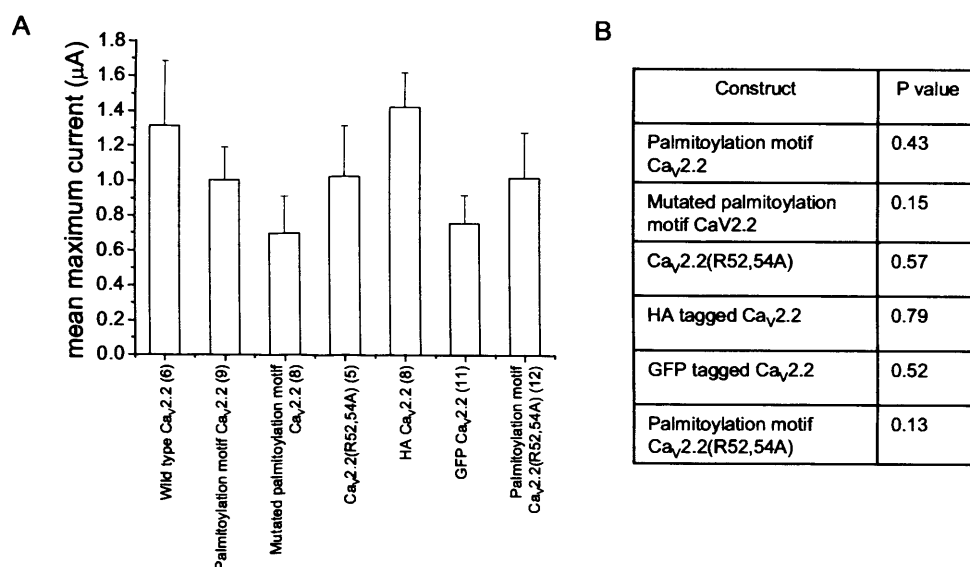 A
mean maximum current (µA)
1.8
1.6
1.4
1.2
1.0
0.8
0.6
0.4
0.2
0.0
Wild type CaV2.2 (6)
Palmitoylation motif CaV2.2 (9)
Mutated palmitoylation motif
CaV2.2 (8)
CaV2.2(R52,54A) (5)
HA CaV2.2 (8)
GFP CaV2.2 (11)
Palmitoylation motif
CaV2.2(R52,54A) (12)
B
Construct P value
Palmitoylation motif 0.43
CaV2.2
Mutated palmitoylation 0.15
motif CaV2.2
CaV2.2(R52,54A) 0.57
HA tagged CaV2.2 0.79
GFP tagged CaV2.2 0.52
Palmitoylation motif 0.13
CaV2.2(R52,54A)